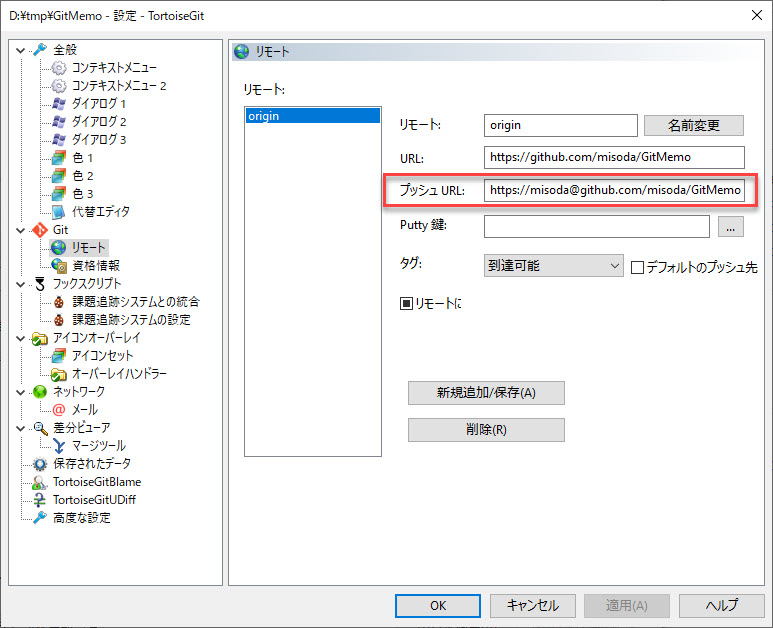 D:¥tmp¥GitMemo - 設定 - TortoiseGit
全般
コンテキストメニュー
コンテキストメニュー 2
ダイアログ 1
ダイアログ 2
ダイアログ 3
色 1
色 2
色 3
代替エディタ
Git
リモート
資格情報
フックスクリプト
課題追跡システムとの統合
課題追跡システムの設定
アイコンオーバーレイ
アイコンセット
オーバーレイハンドラー
ネットワーク
メール
差分ビューア
マージツール
保存されたデータ
TortoiseGitBlame
TortoiseGitUDiff
高度な設定
リモート
リモート:
origin
リモート: origin 名前変更
URL: https://github.com/misoda/GitMemo
プッシュ URL: https://misoda@github.com/misoda/GitMemo
Putty 鍵: ...
タグ: 到達可能 デフォルトのプッシュ先
リモートに
新規追加/保存(A)
削除(R)
OK キャンセル 適用(A) ヘルプ